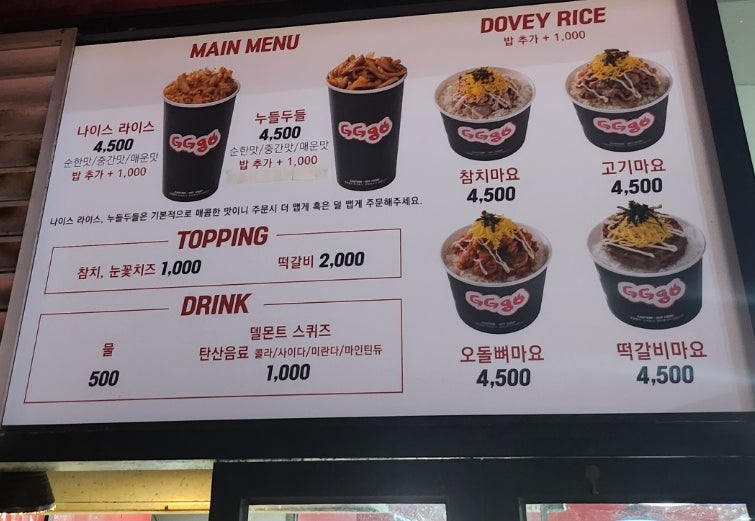 MAIN MENU
나이스 라이스
4,500
순한맛/중간맛/매운맛
밥 추가 + 1,000
GGgo
누들두들
4,500
순한맛/중간맛/매운맛
밥 추가 + 1,000
GGgo
나이스 라이스, 누들두들은 기본적으로 매콤한 맛이니 주문시 더 맵게 혹은 덜 맵게 주문해주세요.
TOPPING
참치, 눈꽃치즈 1,000
떡갈비 2,000
DRINK
물
500
델몬트 스퀴즈
탄산음료 콜라/사이다/미란다/마인틴듀
1,000
DOVEY RICE
밥 추가 + 1,000
GGgo
참치마요
4,500
GGgo
고기마요
4,500
GGgo
오돌뼈마요
4,500
GGgo
떡갈비마요
4,500